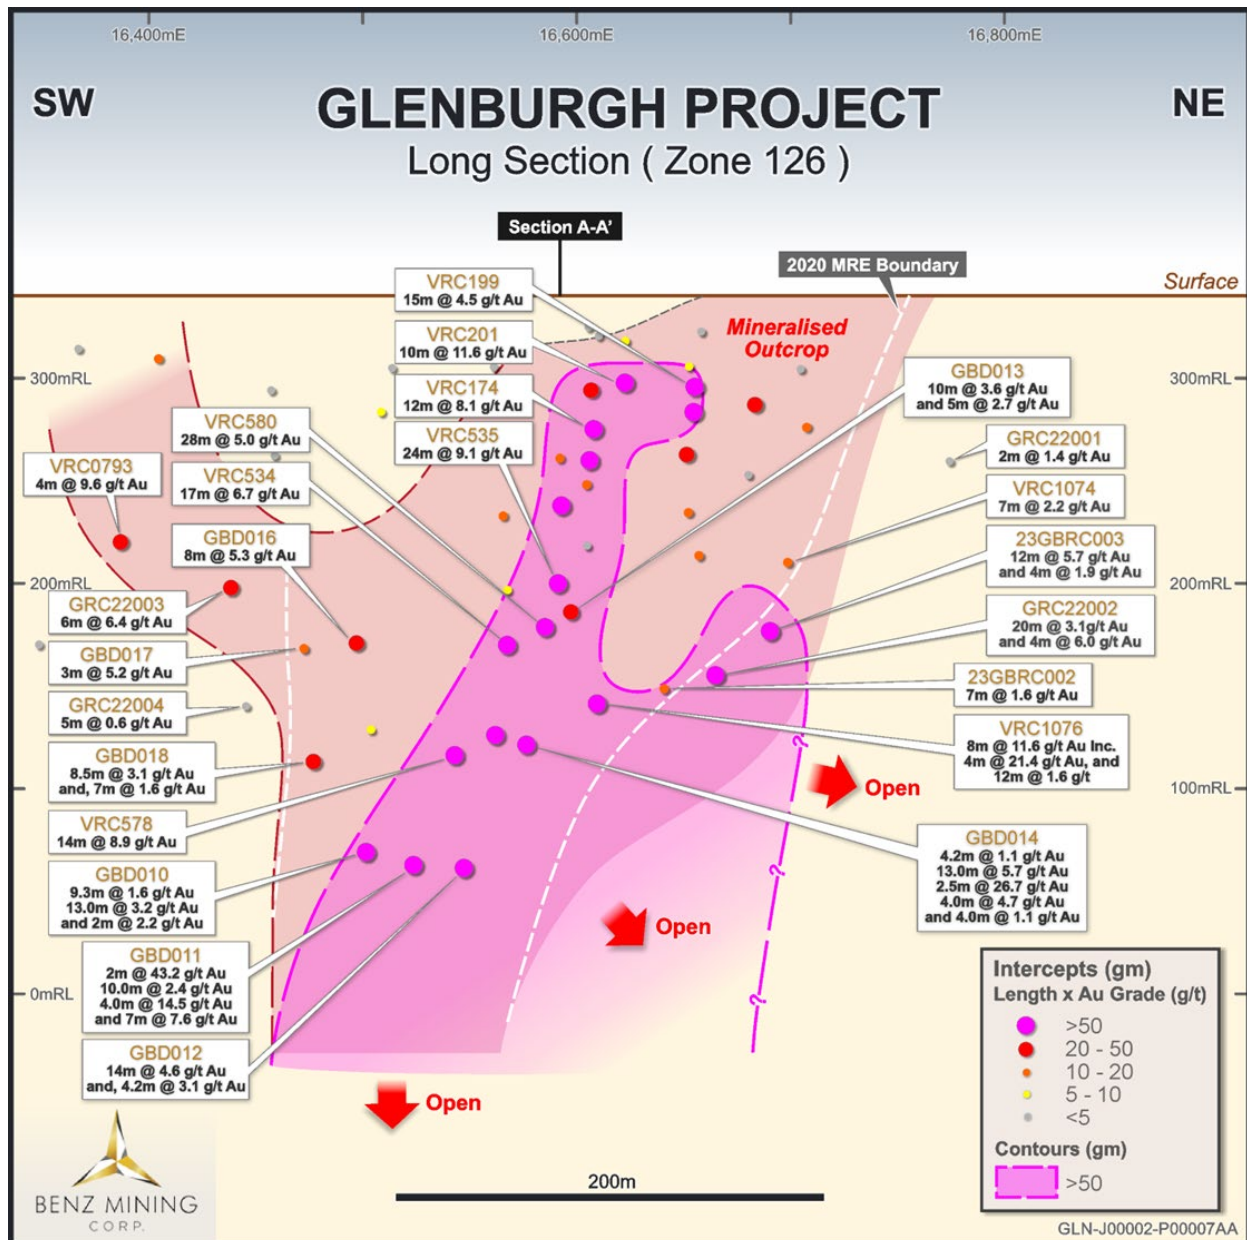 16,400mE
16,600mE
16,800mE
SW
GLENBURGH PROJECT
NE
Long Section ( Zone 126 )
Section A-A'
2020 MRE Boundary
Surface
VRC199
15m @ 4.5 g/t Au
Mineralised
Outcrop
VRC201
10m @ 11.6 g/t Au
GBD013
10m @ 3.6 g/t Au
and 5m @ 2.7 g/t Au
300mRL
300mRL
VRC174
12m @ 8.1 g/t Au
VRC580
28m @ 5.0 g/t Au
VRC535
24m @ 9.1 g/t Au
GRC22001
2m @ 1.4 g/t Au
VRC0793
4m @ 9.6 g/t Au
VRC534
17m @ 6.7 g/t Au
VRC1074
7m @ 2.2 g/t Au
GBD016
8m @ 5.3 g/t Au
23GBRC003
12m @ 5.7 g/t Au
and 4m @ 1.9 g/t Au
200mRL
200mRL
GRC22003
6m @ 6.4 g/t Au
GRC22002
20m @ 3.1g/t Au
and 4m @ 6.0 g/t Au
GBD017
3m @ 5.2 g/t Au
23GBRC002
7m @ 1.6 g/t Au
GRC22004
5m @ 0.6 g/t Au
VRC1076
8m @ 11.6 g/t Au Inc.
4m @ 21.4 g/t Au, and
12m @ 1.6 g/t
GBD018
8.5m @ 3.1 g/t Au
and, 7m @ 1.6 g/t Au
?
Open
100mRL
VRC578
14m @ 8.9 g/t Au
GBD014
4.2m @ 1.1 g/t Au
13.0m @ 5.7 g/t Au
2.5m @ 26.7 g/t Au
4.0m @ 4.7 g/t Au
and 4.0m @ 1.1 g/t Au
GBD010
9.3m @ 1.6 g/t Au
13.0m @ 3.2 g/t Au
and 2m @ 2.2 g/t Au
?
Open
GBD011
2m @ 43.2 g/t Au
10.0m @ 2.4 g/t Au
4.0m @ 14.5 g/t Au
and 7m @ 7.6 g/t Au
0mRL
?
GBD012
14m @ 4.6 g/t Au
and, 4.2m @ 3.1 g/t Au
Open
Intercepts (gm)
Length x Au Grade (g/t)
>50
20 - 50
10 - 20
5 - 10
<5
Contours (gm)
>50
200m
BENZ MINING
CORP.
GLN-J00002-P00007AA